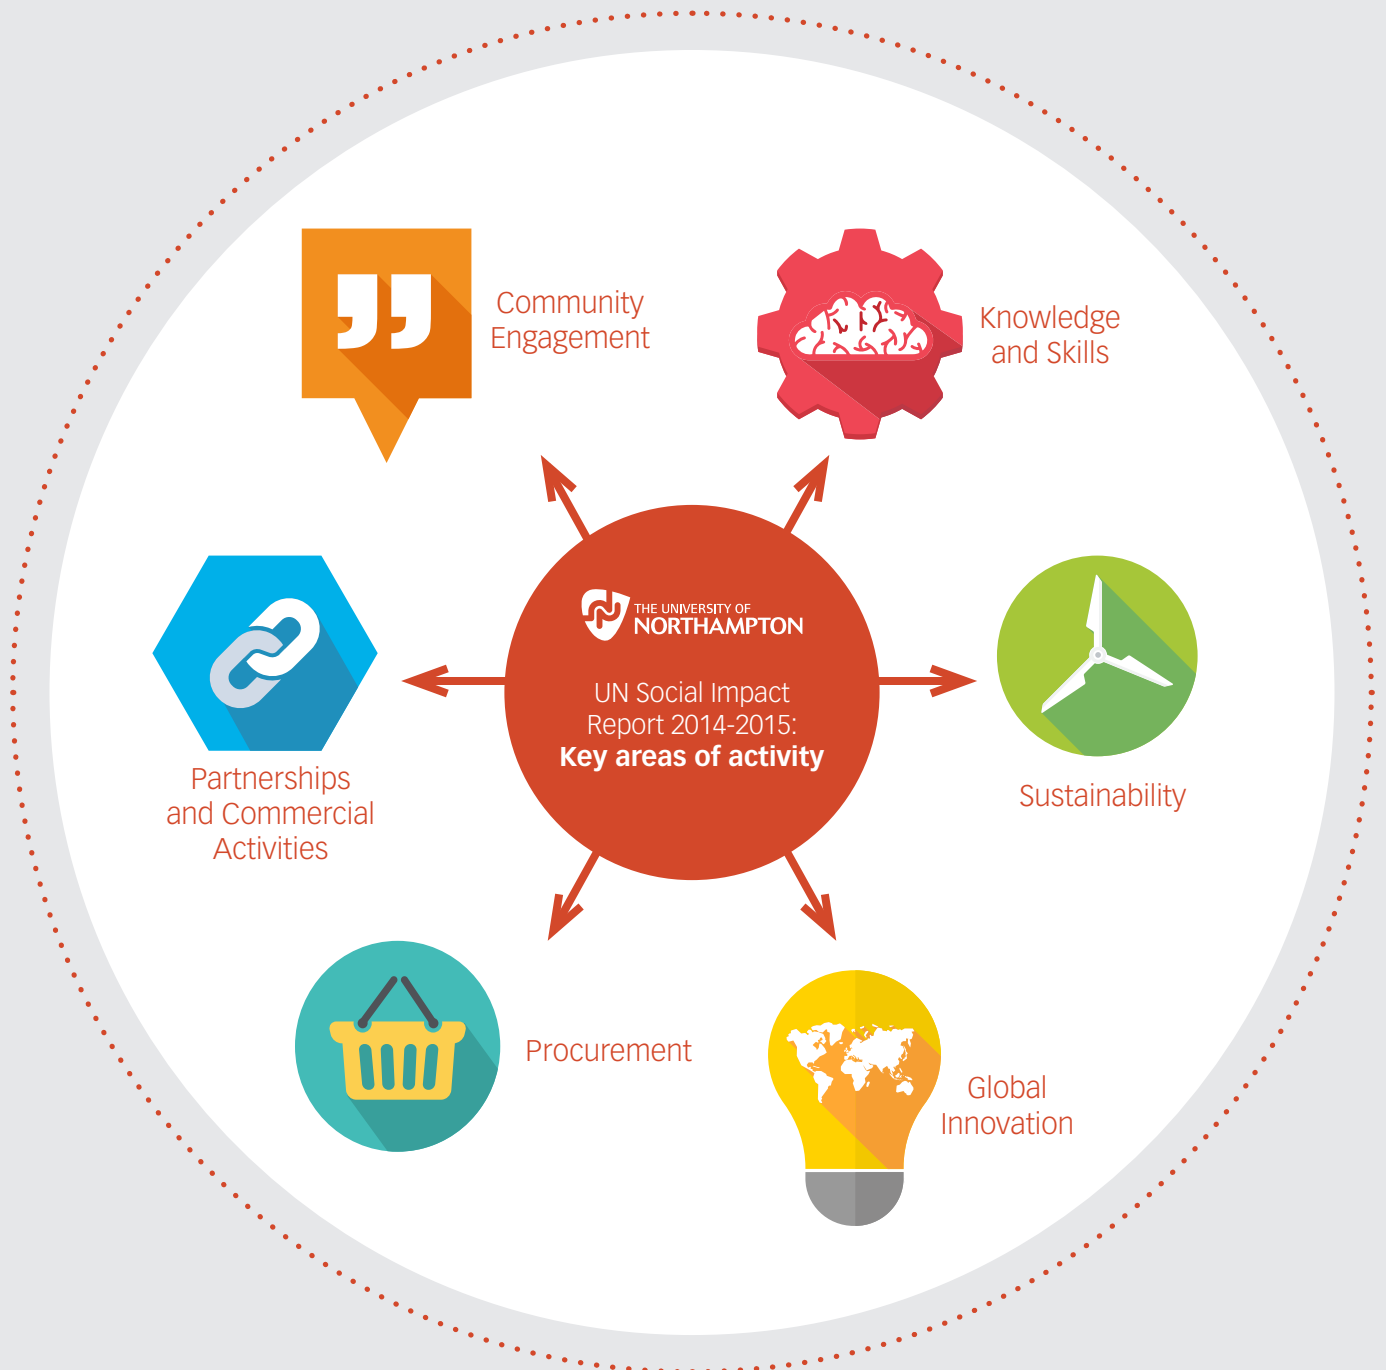 Community
Engagement
Knowledge
and Skills
THE UNIVERSITY OF
NORTHAMPTON
UN Social Impact
Report 2014-2015:
Key areas of activity
Partnerships
and Commercial
Activities
Sustainability
Procurement
Global
Innovation